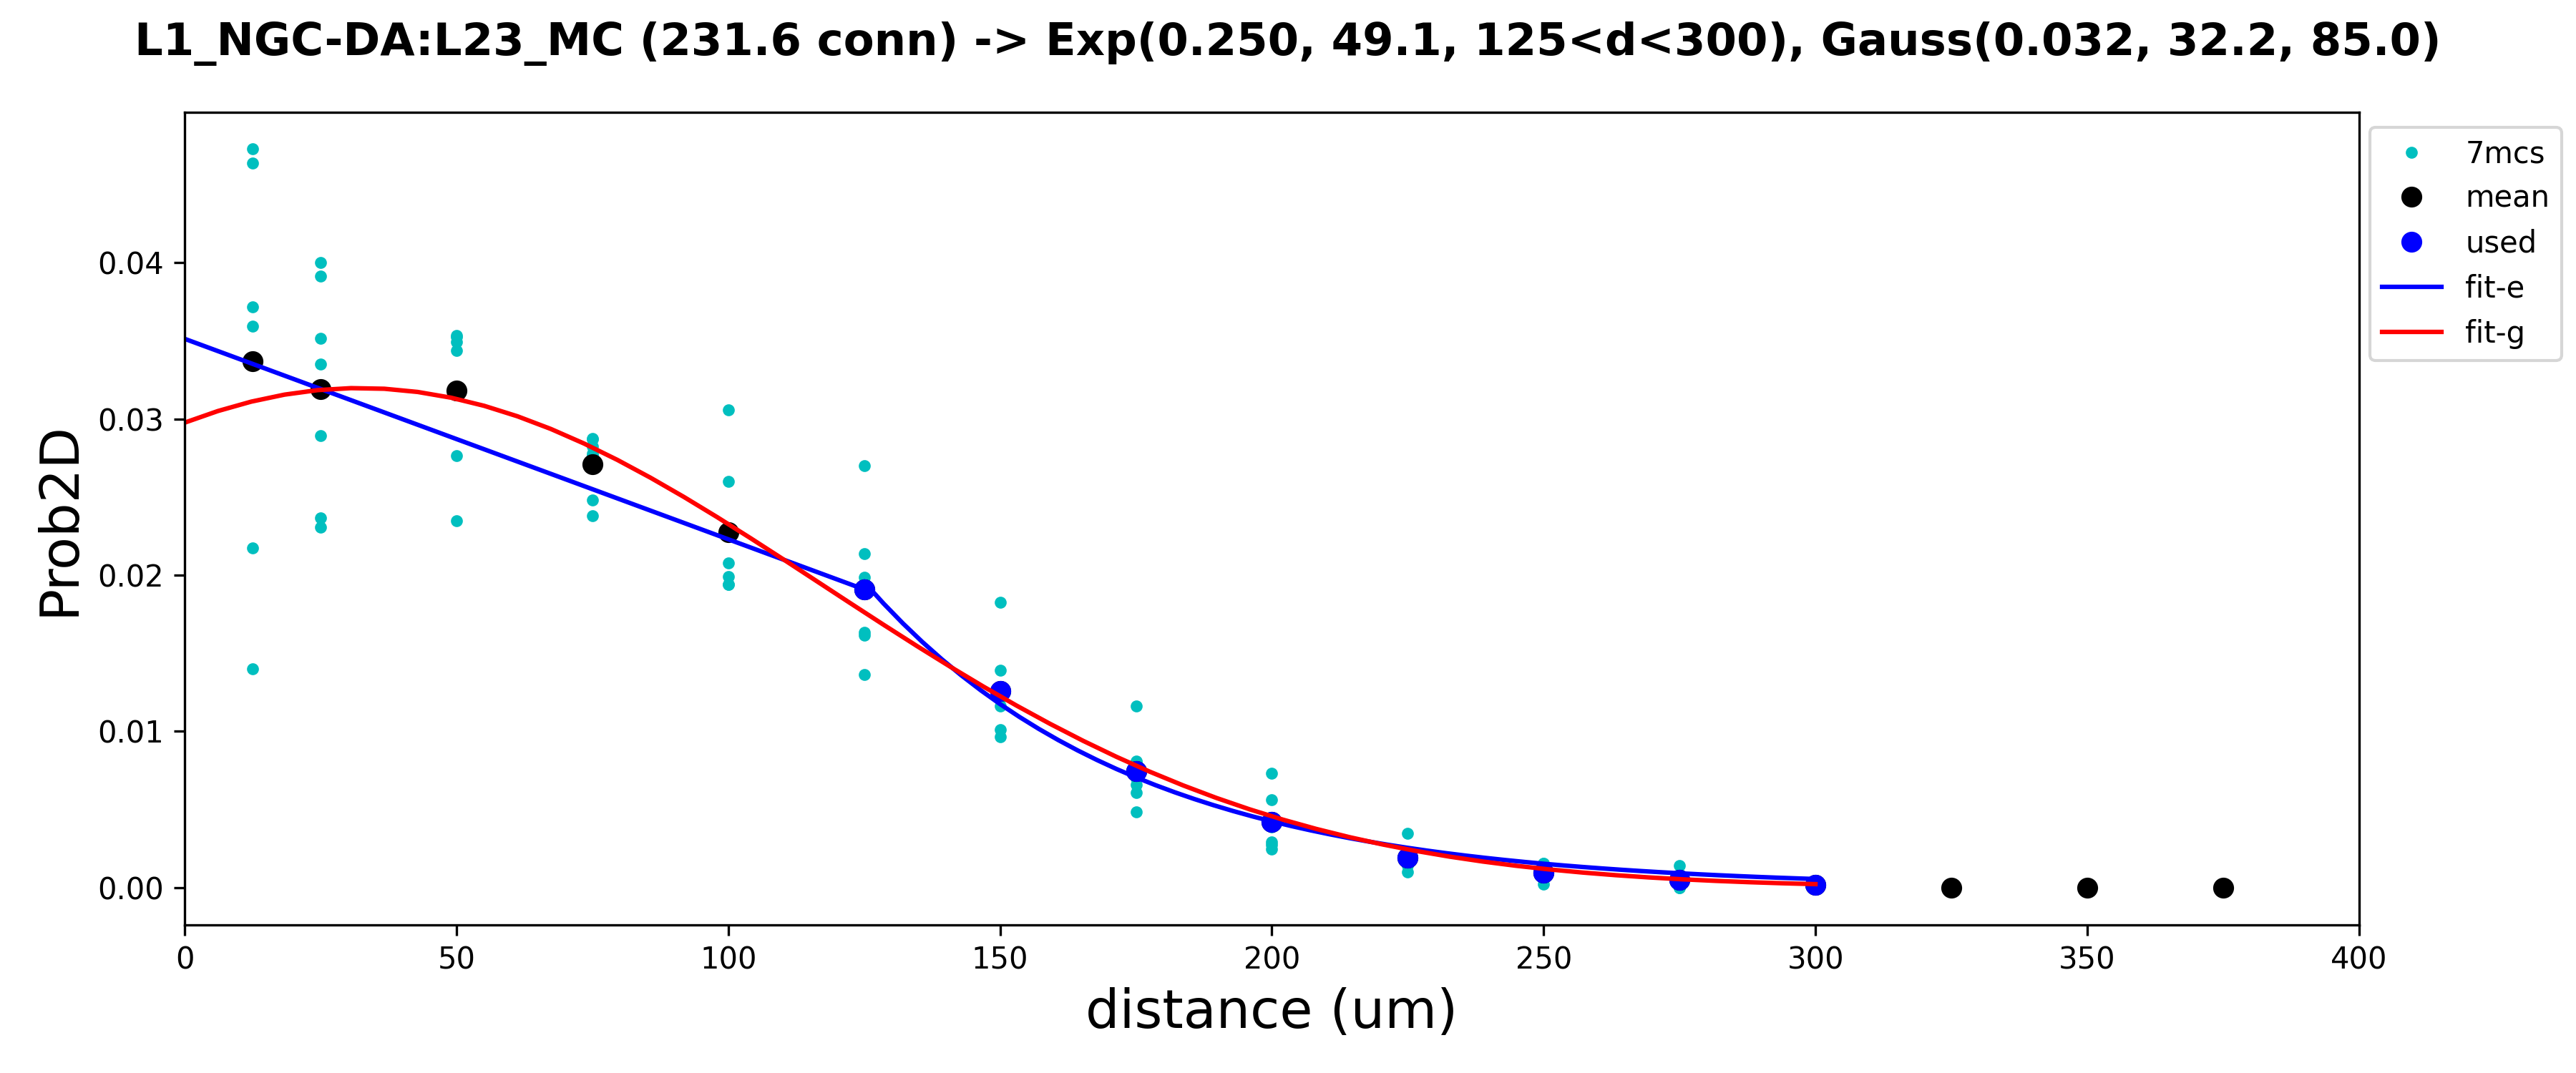 L1_NGC-DA:L23_MC (231.6 conn) -> Exp(0.250, 49.1, 125<d<300), Gauss(0.032, 32.2, 85.0)
7mcs
mean
used
fit-e
fit-g
Prob2D
0.04
0.03
0.02
0.01
0.00
0 50 100 150 200 250 300 350 400
distance (um)